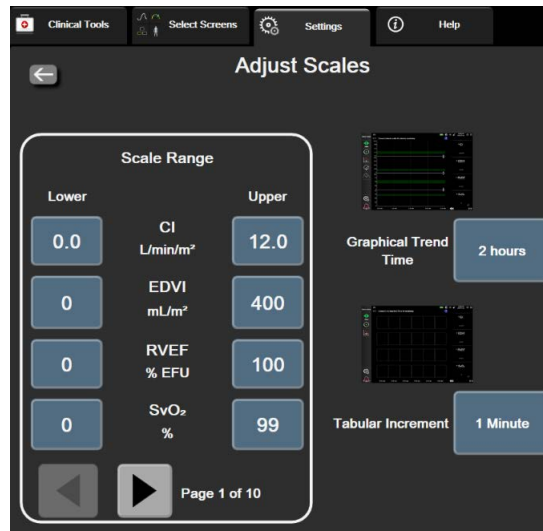 Clinical Tools
Select Screens
Settings
Help
Adjust Scales
Scale Range
Lower
Upper
0.0
CI
L/min/m²
12.0
0
EDVI
mL/m²
400
0
RVEF
% EFU
100
0
SvO₂
%
99
Page 1 of 10
Graphical Trend
Time
2 hours
Tabular Increment
1 Minute